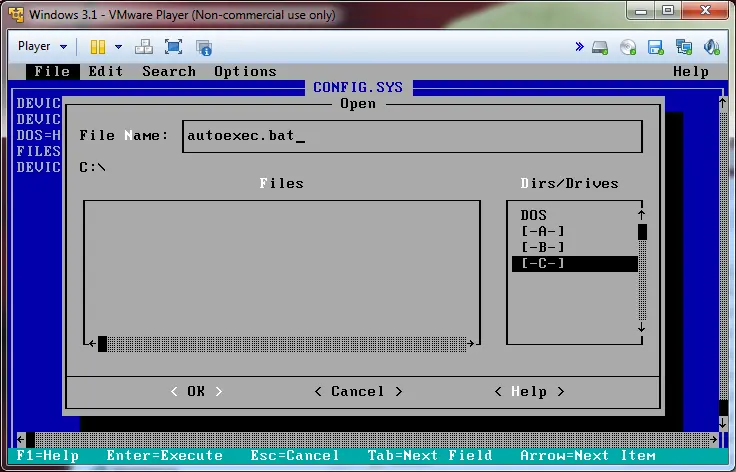 Windows 3.1 - VMware Player (Non-commercial use only)
Player
File Edit Search Options Help
CONFIG.SYS
Open
DEVIC
DEVIC
DOS=H
FILES
DEVIC
File Name: autoexec.bat_
C:\
Files Dirs/Drives
DOS
[-A-]
[-B-]
[-C-]
< OK > < Cancel > < Help >
F1=Help Enter=Execute Esc=Cancel Tab=Next Field Arrow=Next Item